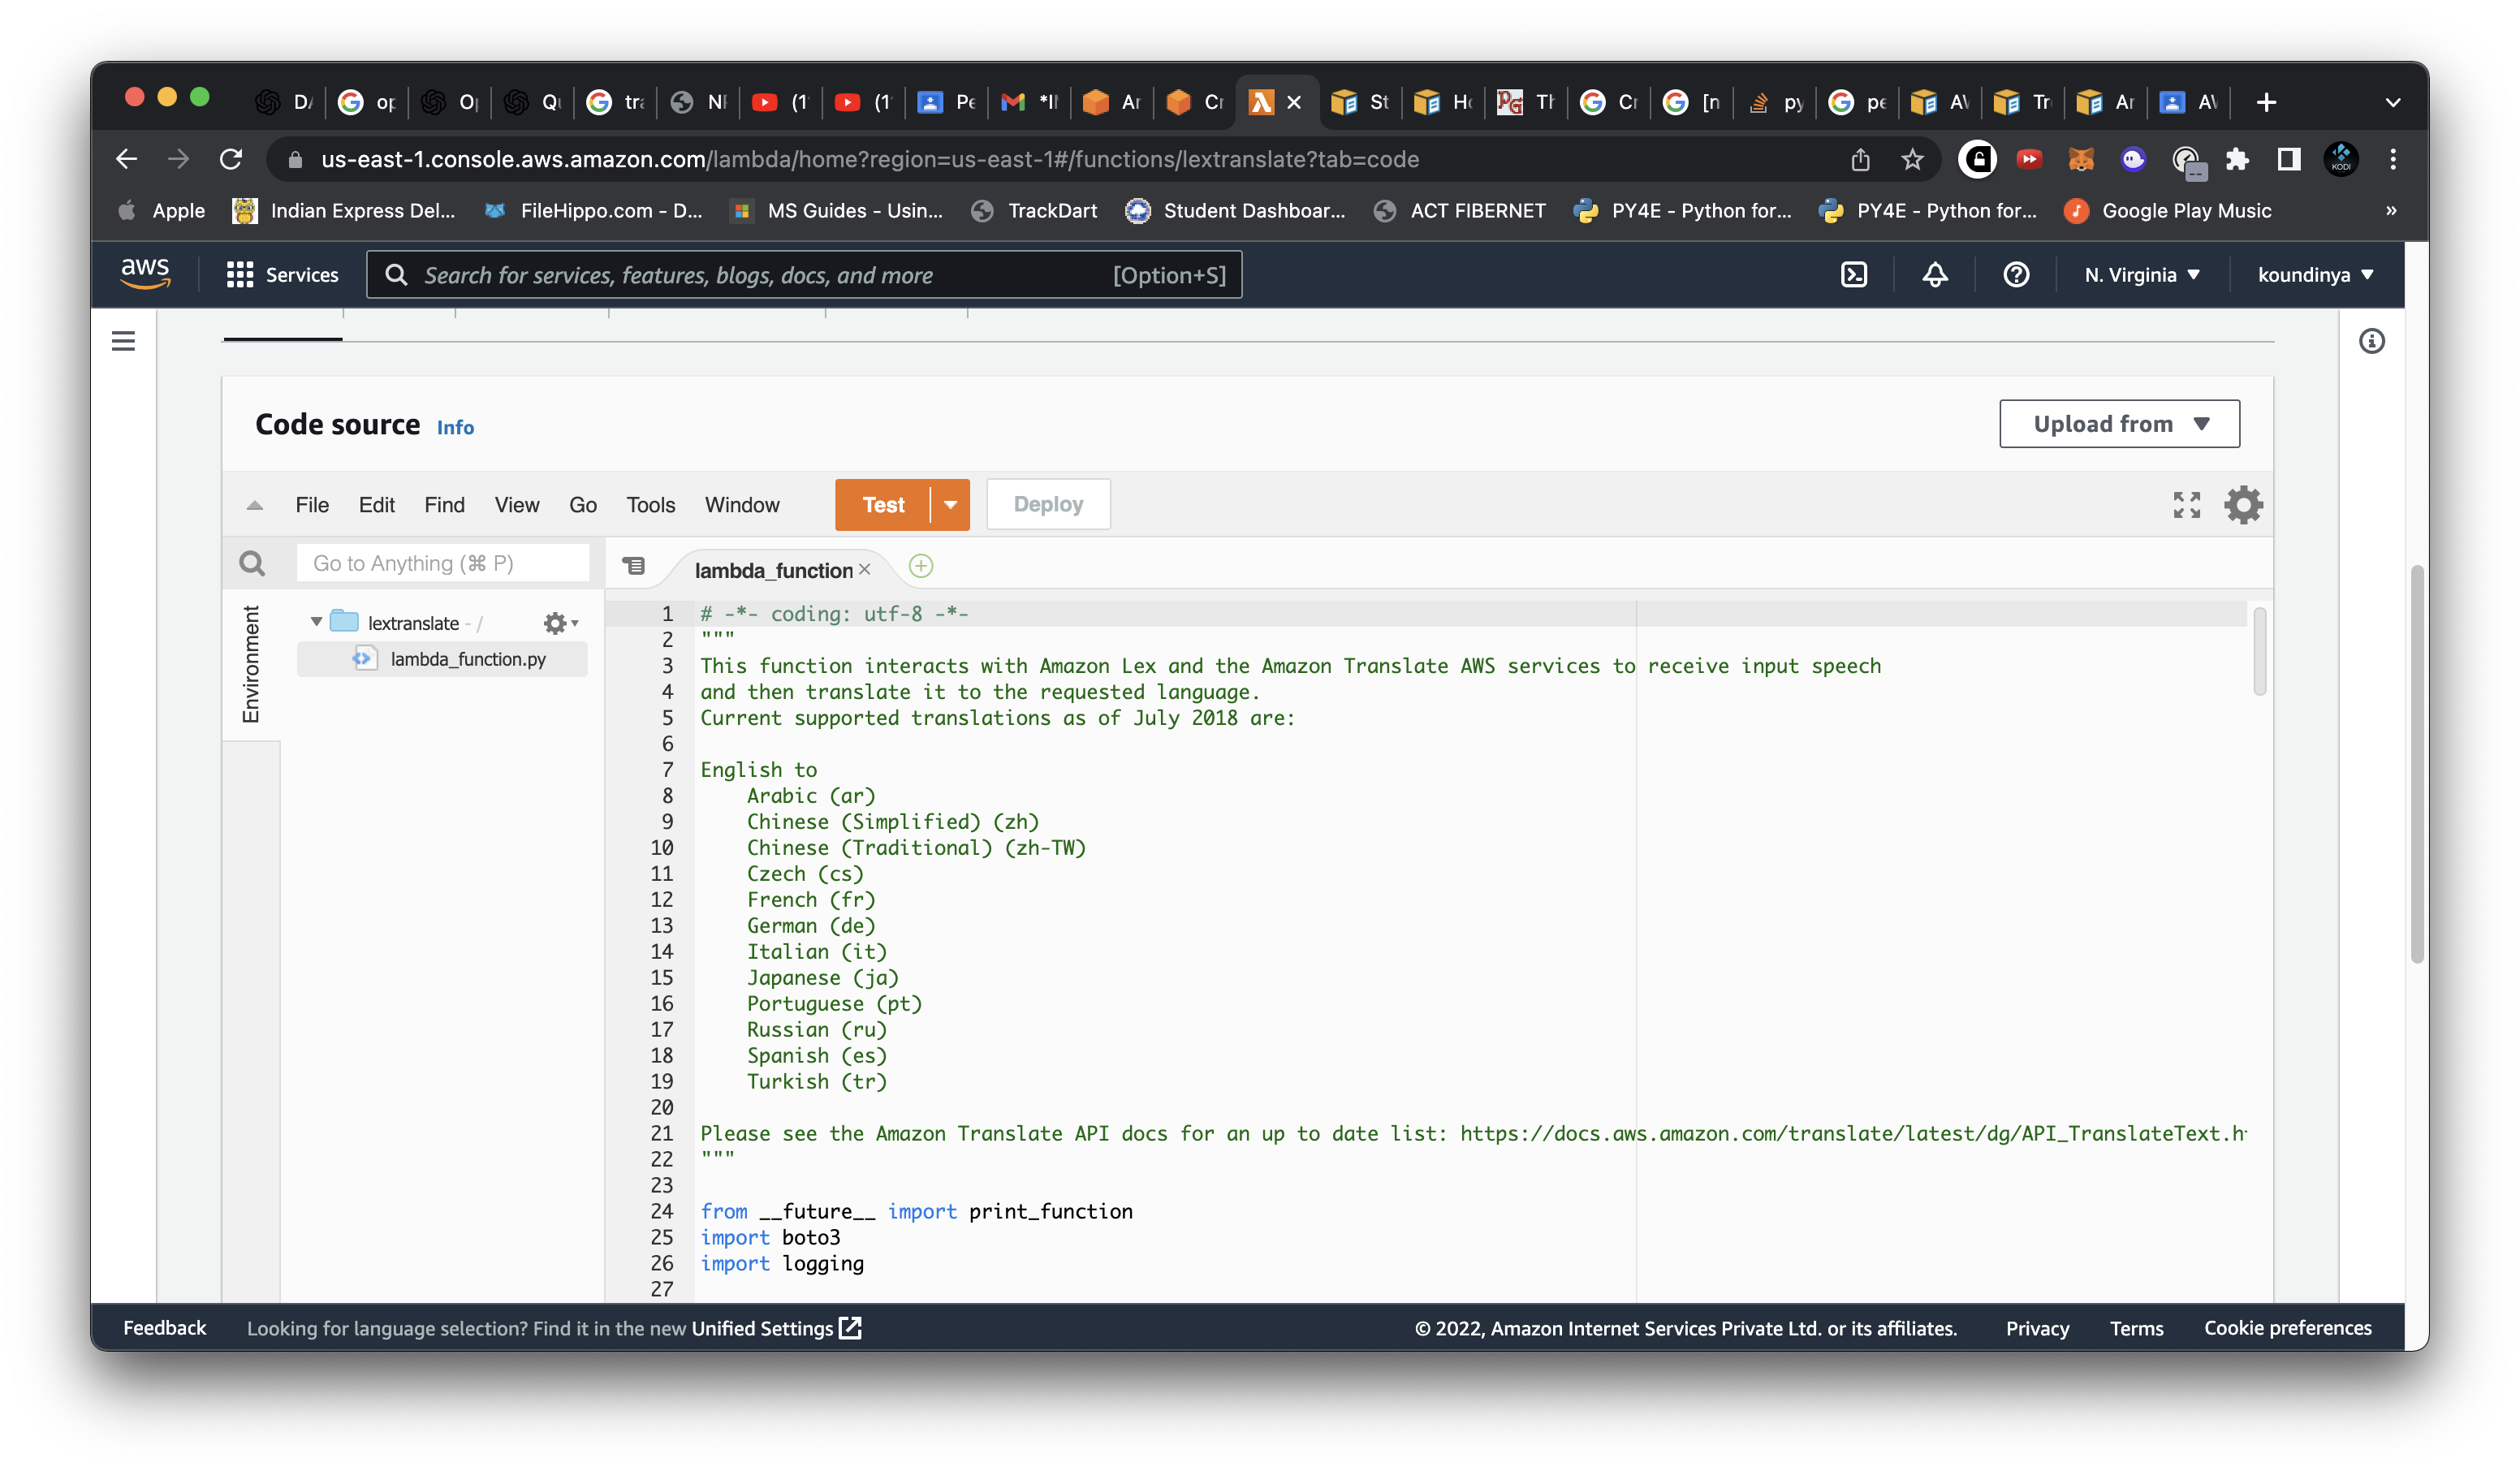 D/ op O| Q tra N (1 (1 Pe *II Ar Cr St Ho Th Cr [n py pe AV Tr Ar AV
us-east-1.console.aws.amazon.com/lambda/home?region=us-east-1#/functions/lextranslate?tab=code
KODI
Apple Indian Express Del... FileHippo.com - D... MS Guides - Usin... TrackDart Student Dashboar... ACT FIBERNET PY4E - Python for... PY4E - Python for... Google Play Music »
aws Services Search for services, features, blogs, docs, and more [Option+S] N. Virginia koundinya
Code source Info Upload from
File Edit Find View Go Tools Window Test Deploy
Go to Anything (⌘ P) lambda_function
Environment
lextranslate - /
lambda_function.py
1 # -*- coding: utf-8 -*-
2 """
3 This function interacts with Amazon Lex and the Amazon Translate AWS services to receive input speech
4 and then translate it to the requested language.
5 Current supported translations as of July 2018 are:
6
7 English to
8 Arabic (ar)
9 Chinese (Simplified) (zh)
10 Chinese (Traditional) (zh-TW)
11 Czech (cs)
12 French (fr)
13 German (de)
14 Italian (it)
15 Japanese (ja)
16 Portuguese (pt)
17 Russian (ru)
18 Spanish (es)
19 Turkish (tr)
20
21 Please see the Amazon Translate API docs for an up to date list: https://docs.aws.amazon.com/translate/latest/dg/API_TranslateText.h
22 """
23
24 from __future__ import print_function
25 import boto3
26 import logging
27
Feedback Looking for language selection? Find it in the new Unified Settings © 2022, Amazon Internet Services Private Ltd. or its affiliates. Privacy Terms Cookie preferences